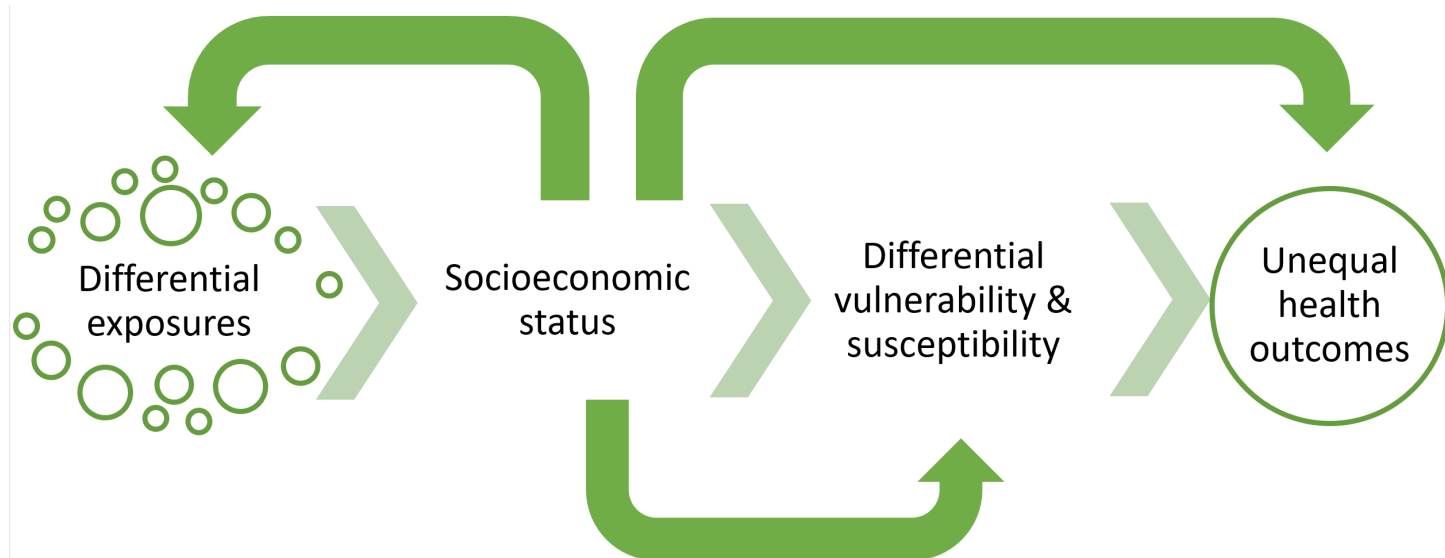 Differential
exposures
Socioeconomic
status
Differential
vulnerability &
susceptibility
Unequal
health
outcomes